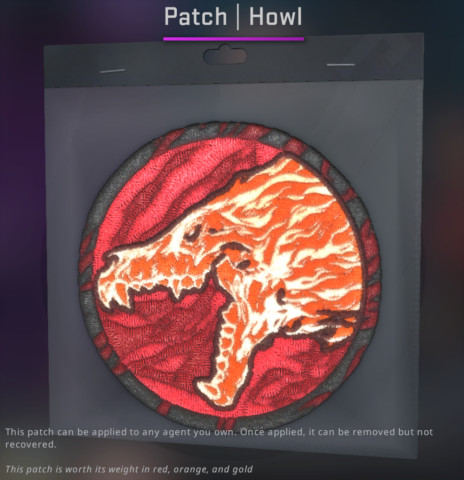 Patch | Howl
This patch can be applied to any agent you own. Once applied, it can be removed but not
recovered.
This patch is worth its weight in red, orange, and gold